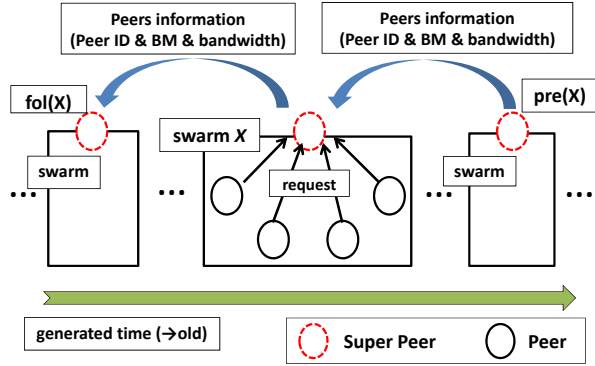 Peers information
(Peer ID & BM & bandwidth)
Peers information
(Peer ID & BM & bandwidth)
fol(X)
pre(X)
swarm X
swarm
request
swarm
...
...
...
...
generated time (→old)
Super Peer
Peer